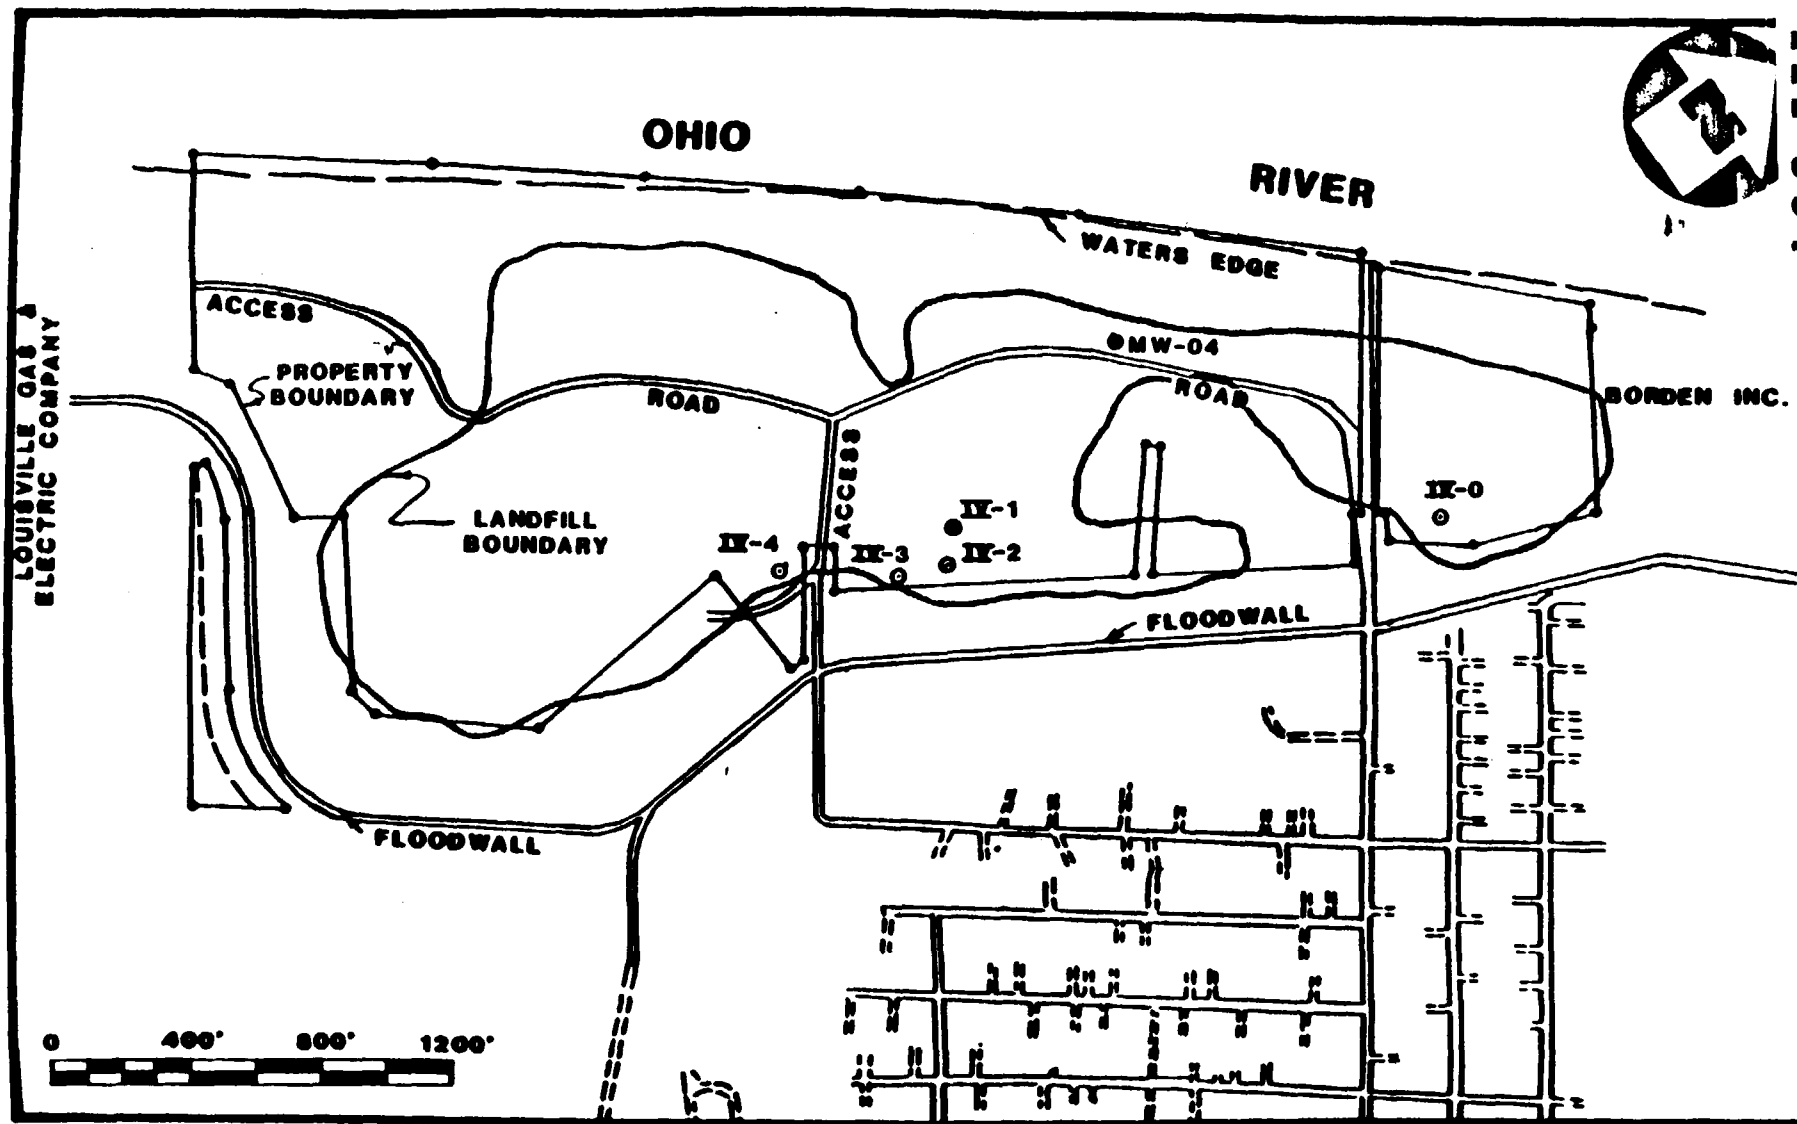 OHIO
RIVER
WATERS EDGE
ACCESS
PROPERTY
BOUNDARY
ROAD
MW-04
ROAD
BORDEN INC.
LOUISVILLE GAS &
ELECTRIC COMPANY
ACCESS
LANDFILL
BOUNDARY
IV-4
IV-3
IV-1
IV-2
IV-0
FLOODWALL
FLOODWALL
0 400' 800' 1200'